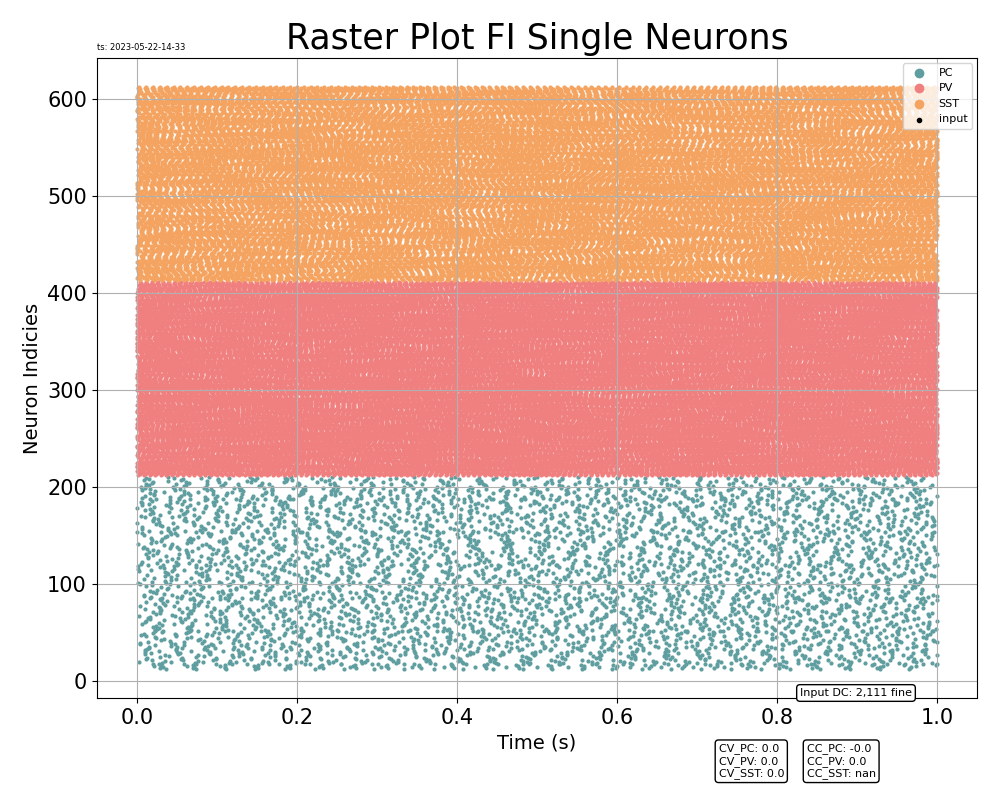 Raster Plot FI Single Neurons
ts: 2023-05-22-14-33
PC
PV
SST
input
600
500
400
300
200
100
0
Neuron Indicies
0.0 0.2 0.4 0.6 0.8 1.0
Time (s)
Input DC: 2,111 fine
CV_PC: 0.0
CV_PV: 0.0
CV_SST: 0.0
CC_PC: -0.0
CC_PV: 0.0
CC_SST: nan